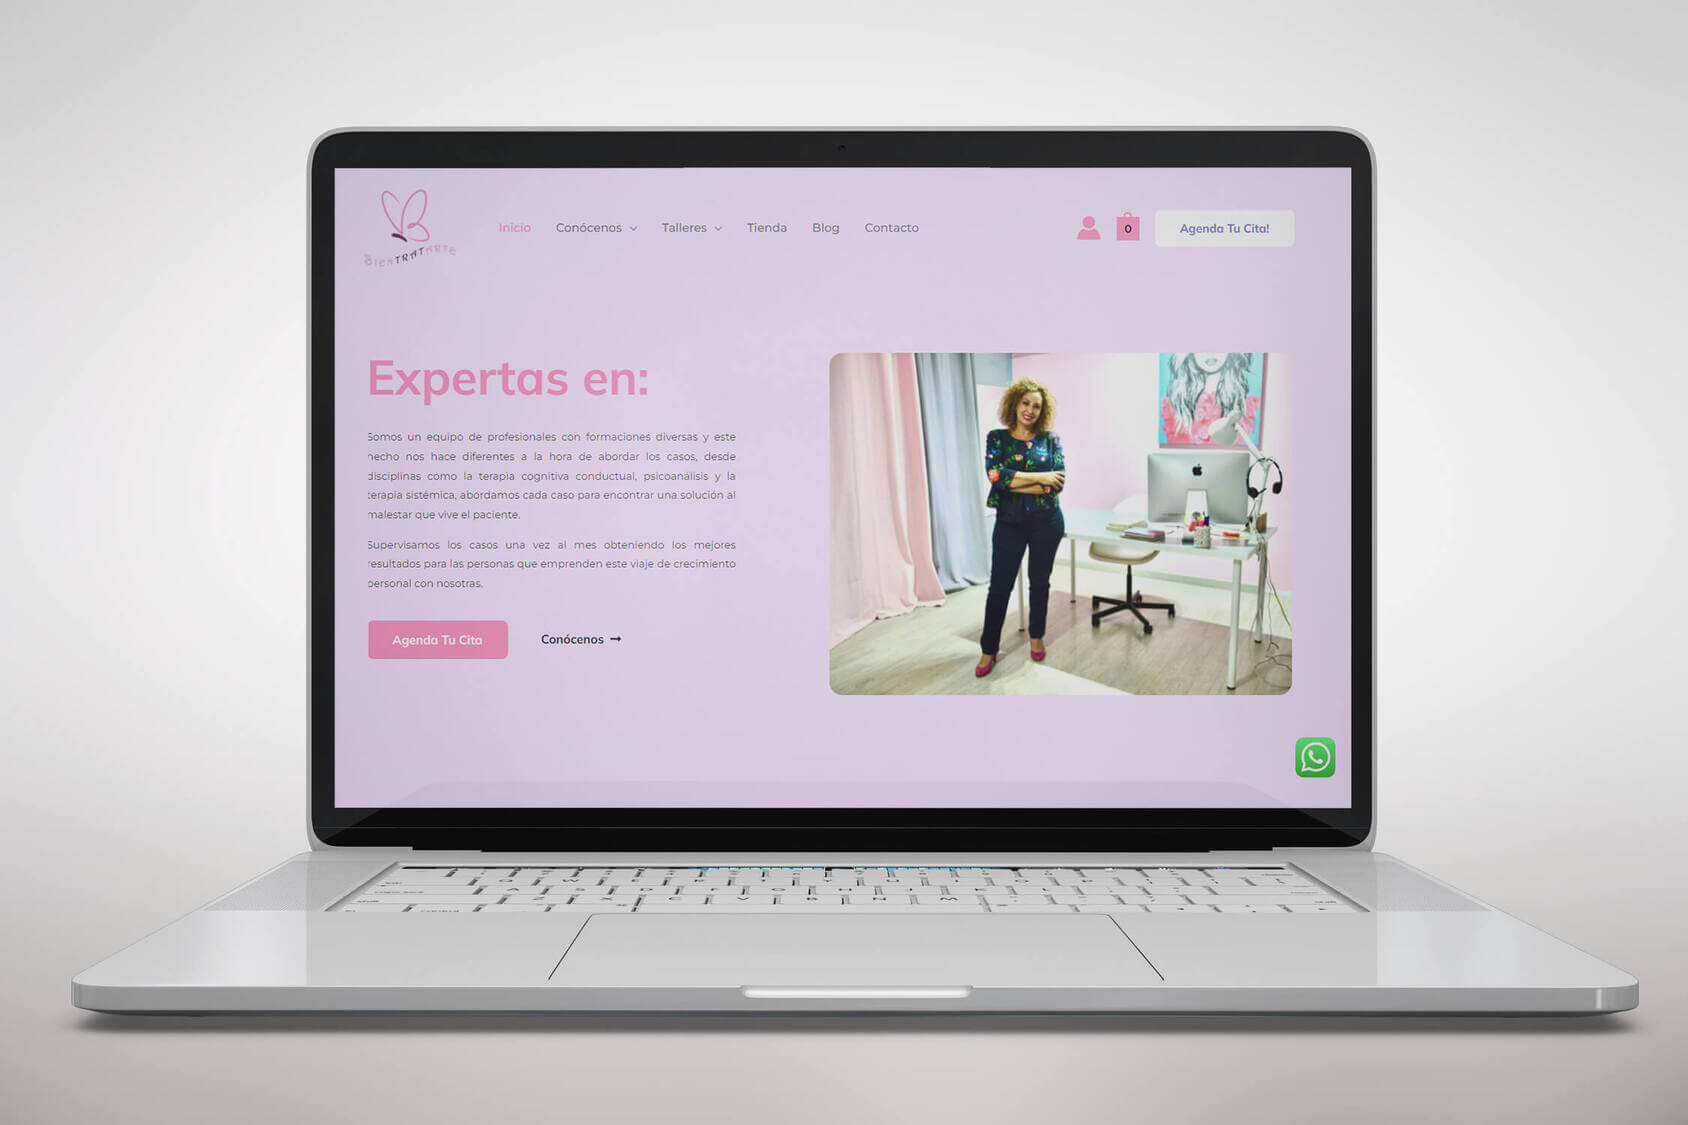 BIENTRATARTE
Inicio
Conócenos
Talleres
Tienda
Blog
Contacto
0
Agenda Tu Cita!
Expertas en:
Somos un equipo de profesionales con formaciones diversas y este
hecho nos hace diferentes a la hora de abordar los casos, desde
disciplinas como la terapia cognitiva conductual, psicoanálisis y la
terapia sistémica, abordamos cada caso para encontrar una solución al
malestar que vive el paciente.
Supervisamos los casos una vez al mes obteniendo los mejores
resultados para las personas que emprenden este viaje de crecimiento
personal con nosotras.
Agenda Tu Cita
Conócenos →